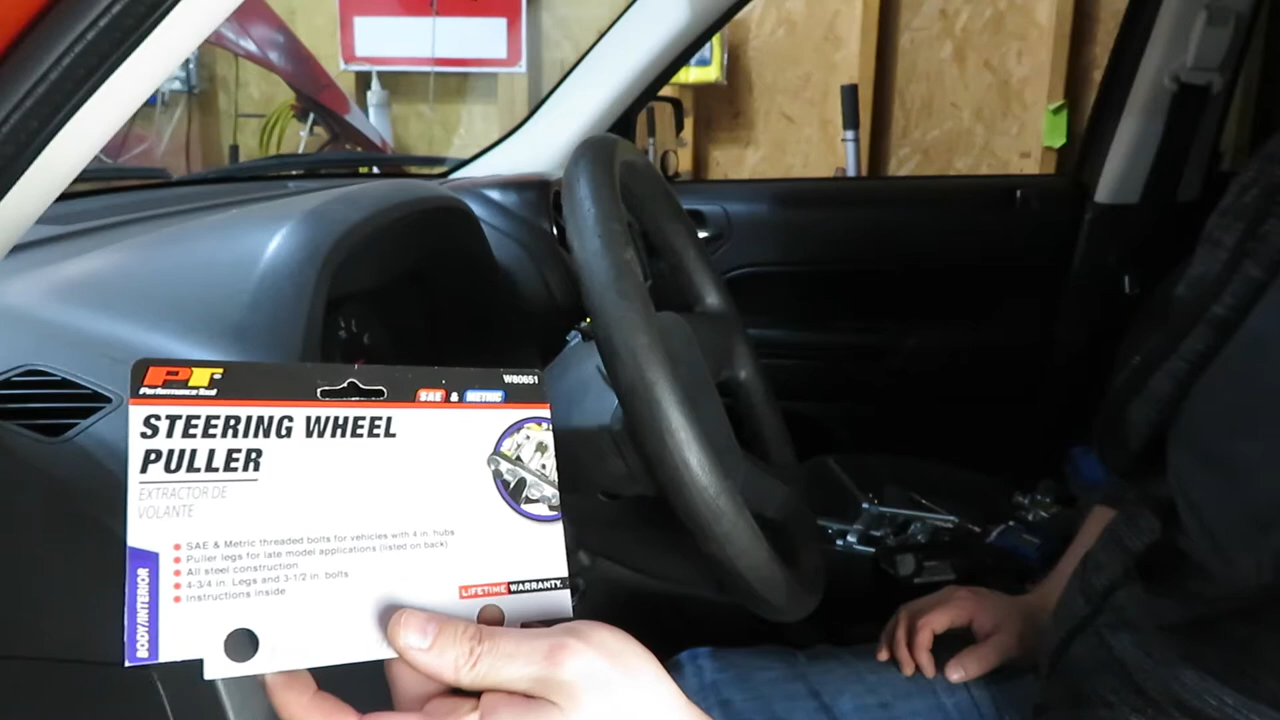 PT
Performance Tool
W80651
SAE & METRIC
STEERING WHEEL
PULLER
EXTRACTOR DE
VOLANTE
SAE & Metric threaded bolts for vehicles with 4 in. hubs
Puller legs for late model applications (listed on back)
All steel construction
4-3/4 in. Legs and 3-1/2 in. bolts
Instructions inside
LIFETIME WARRANTY.
BODY/INTERIOR